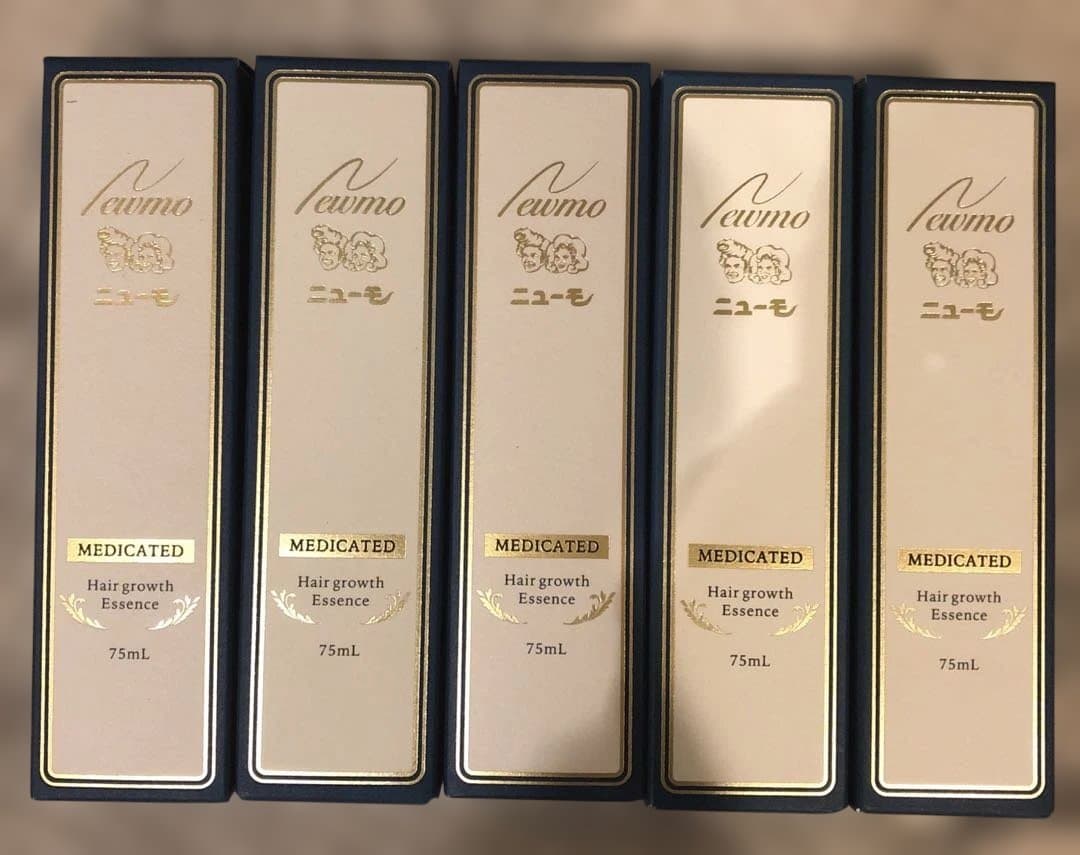 Newmo
ニューモ
MEDICATED
Hair growth
Essence
75mL
Newmo
ニューモ
MEDICATED
Hair growth
Essence
75mL
Newmo
ニューモ
MEDICATED
Hair growth
Essence
75mL
Newmo
ニューモ
MEDICATED
Hair growth
Essence
75mL
Newmo
ニューモ
MEDICATED
Hair growth
Essence
75mL